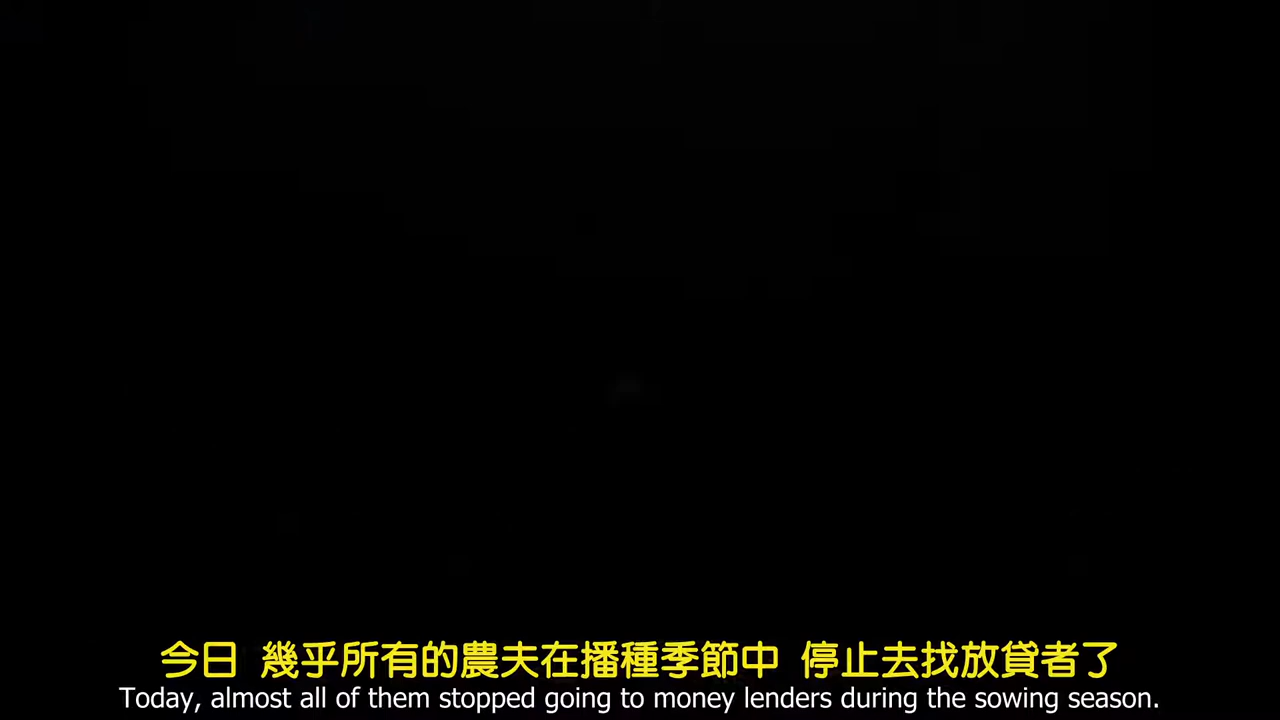 今日 幾乎所有的農夫在播種季節中 停止去找放貸者了
Today, almost all of them stopped going to money lenders during the sowing season.